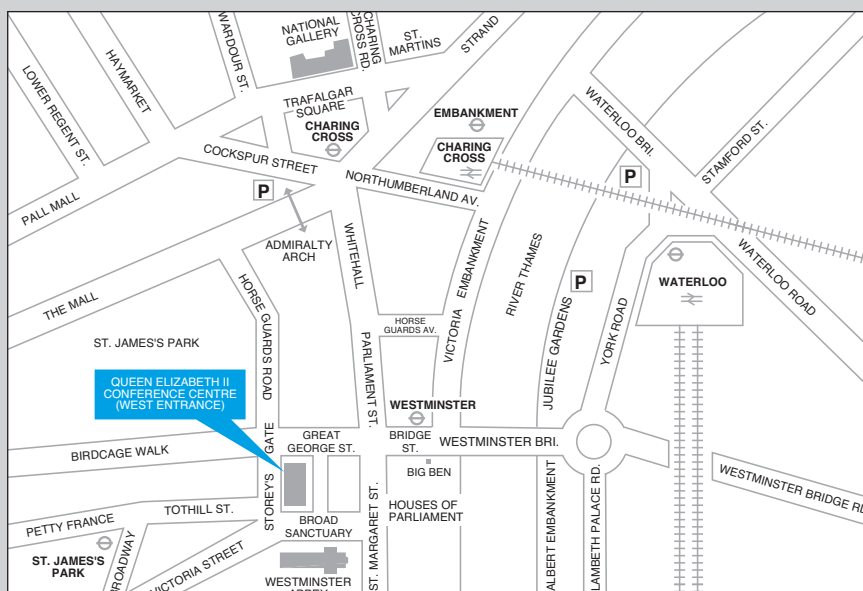 NATIONAL
GALLERY
WARDOUR ST.
CHARING
CROSS RD.
ST.
MARTINS
STRAND
HAYMARKET
LOWER REGENT ST.
TRAFALGAR
SQUARE
CHARING
CROSS
EMBANKMENT
CHARING
CROSS
WATERLOO BRI.
STAMFORD ST.
COCKSPUR STREET
NORTHUMBERLAND AV.
P
P
PALL MALL
ADMIRALTY
ARCH
WHITEHALL
VICTORIA EMBANKMENT
RIVER THAMES
WATERLOO ROAD
WATERLOO
P
THE MALL
HORSE GUARDS ROAD
HORSE
GUARDS AV.
JUBILEE GARDENS
YORK ROAD
ST. JAMES'S PARK
PARLIAMENT ST.
QUEEN ELIZABETH II
CONFERENCE CENTRE
(WEST ENTRANCE)
WESTMINSTER
BIRDCAGE WALK
STOREY'S GATE
GREAT
GEORGE ST.
BRIDGE
ST.
WESTMINSTER BRI.
BIG BEN
WESTMINSTER BRIDGE RD
TOTHILL ST.
HOUSES OF
PARLIAMENT
PETTY FRANCE
BROAD
SANCTUARY
ST. MARGARET ST.
ALBERT EMBANKMENT
LAMBETH PALACE RD.
ST. JAMES'S
PARK
BROADWAY
VICTORIA STREET
WESTMINSTER